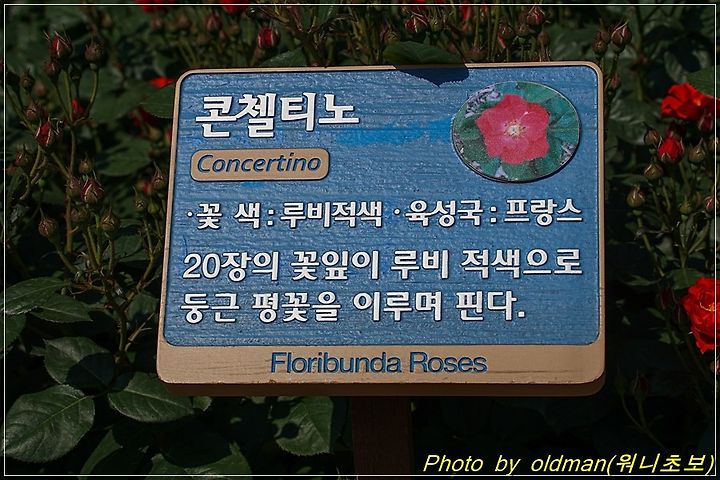 콘첼티노
Concertino
·꽃 색 : 루비적색 ·육성국 : 프랑스
20장의 꽃잎이 루비 적색으로
둥근 평꽃을 이루며 핀다.
Floribunda Roses
Photo by oldman(워니초보)